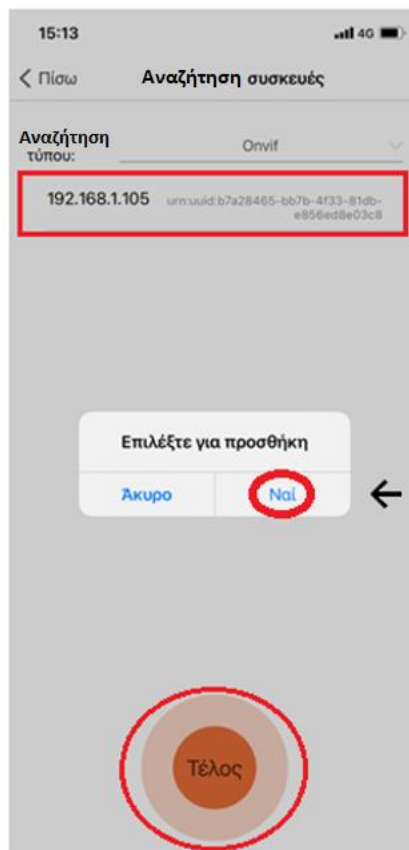 15:13 4G
Πίσω Αναζήτηση συσκευές
Αναζήτηση
τύπου: Onvif
192.168.1.105 urn:uuid:b7a28465-bb7b-4f33-81db-
e856ed8e03c8
Επιλέξτε για προσθήκη
Άκυρο Ναί
Τέλος